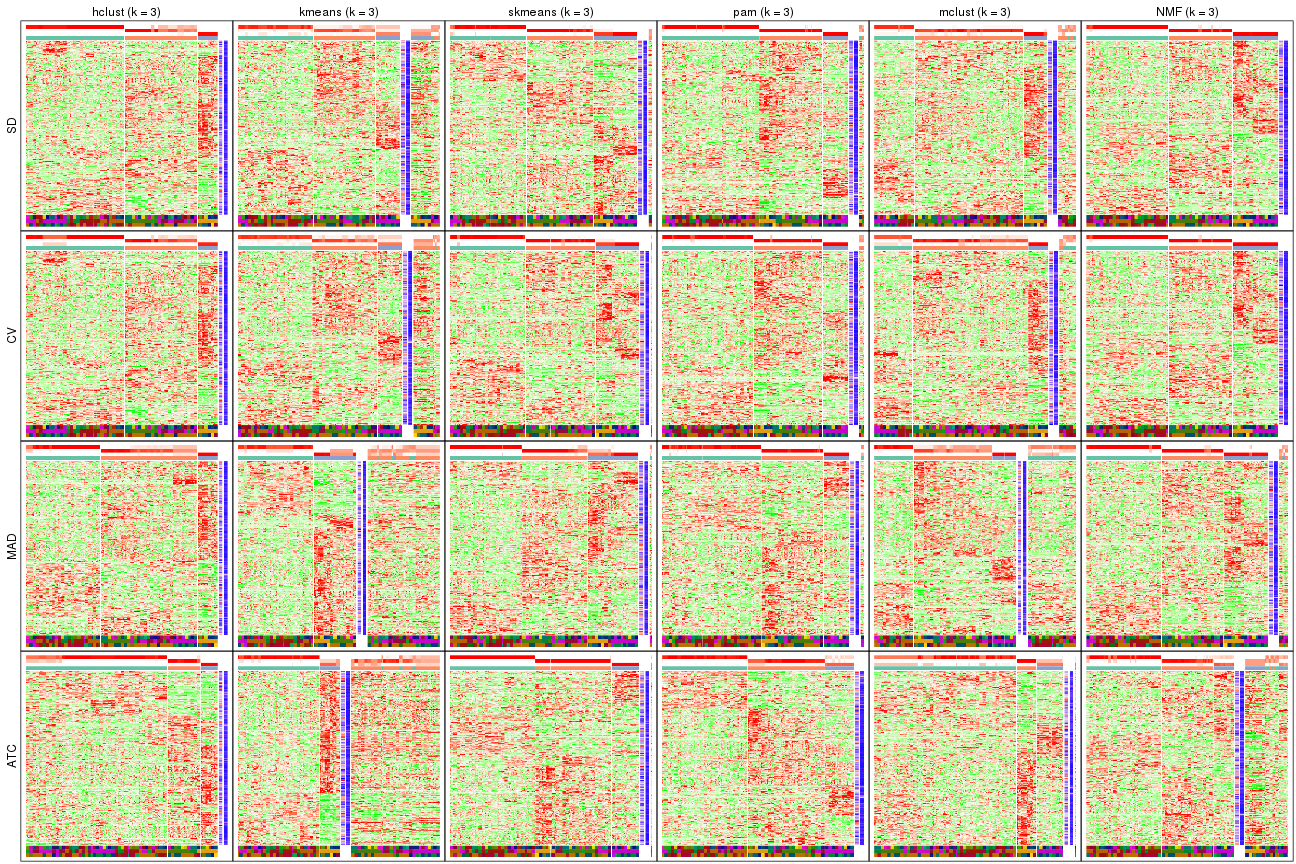 hclust (k = 3) kmeans (k = 3) skmeans (k = 3) pam (k = 3) mclust (k = 3) NMF (k = 3)
SD
CV
MAD
ATC